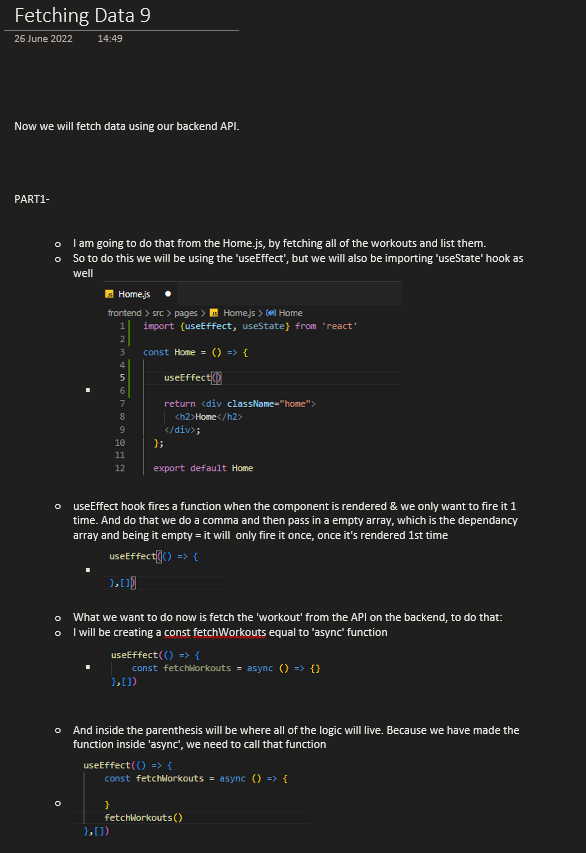 Fetching Data 9
26 June 2022 14:49
Now we will fetch data using our backend API.
PART1-
I am going to do that from the Home.js, by fetching all of the workouts and list them.
So to do this we will be using the 'useEffect', but we will also be importing 'useState' hook as
well
Home.js ●
frontend > src > pages > Home.js > Home
1 import {useEffect, useState} from 'react'
2
3 const Home = () => {
4
5 useEffect()
6
7 return <div className="home">
8 <h2>Home</h2>
9 </div>;
10 };
11
12 export default Home
useEffect hook fires a function when the component is rendered & we only want to fire it 1
time. And do that we do a comma and then pass in a empty array, which is the dependancy
array and being it empty = it will only fire it once, once it's rendered 1st time
useEffect(() => {
},[])
What we want to do now is fetch the 'workout' from the API on the backend, to do that:
I will be creating a const fetchWorkouts equal to 'async' function
useEffect(() => {
const fetchWorkouts = async () => {}
},[])
And inside the parenthesis will be where all of the logic will live. Because we have made the
function inside 'async', we need to call that function
useEffect(() => {
const fetchWorkouts = async () => {
}
fetchWorkouts()
},[])